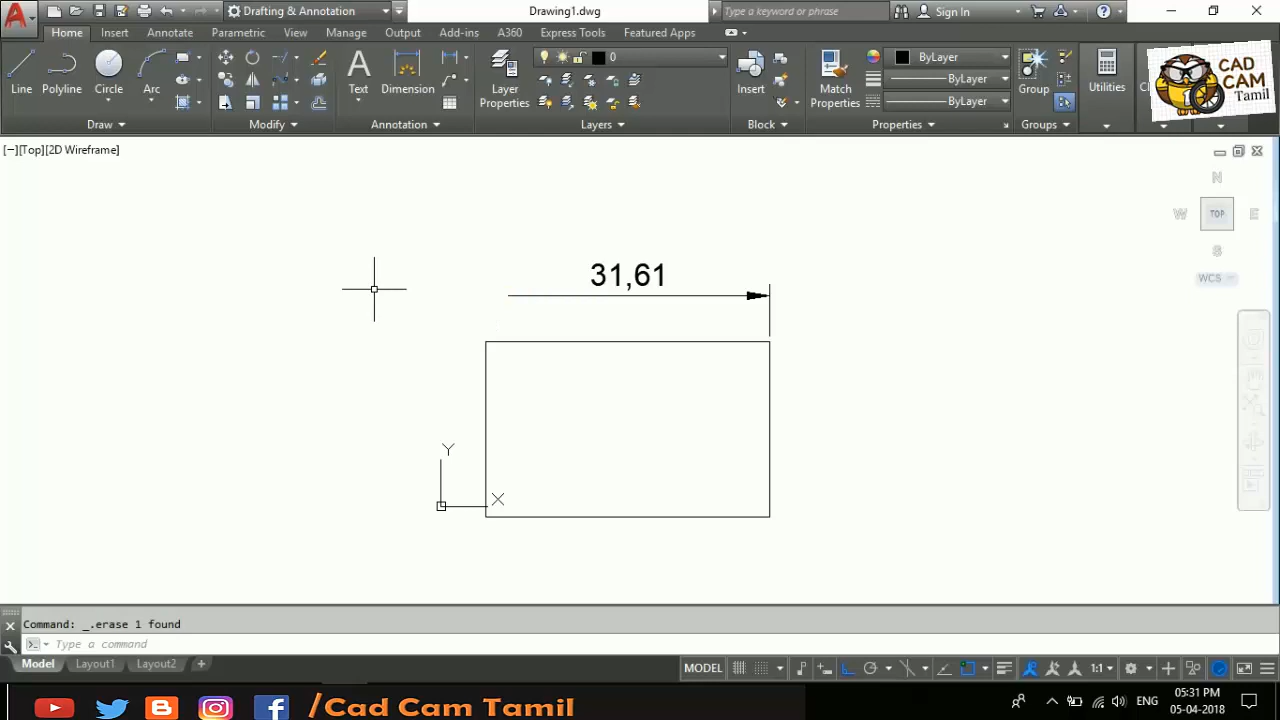 Drafting & Annotation
Drawing1.dwg
Type a keyword or phrase
Sign In
Home Insert Annotate Parametric View Manage Output Add-ins A360 Express Tools Featured Apps
Line Polyline Circle Arc
Text Dimension
Layer
Properties
0
Insert
Match
Properties
ByLayer
ByLayer
ByLayer
Group
Utilities
Draw Modify Annotation Layers Block Properties Groups
CAD
CAM
Tamil
[−][Top][2D Wireframe]
N
W TOP E
S
WCS
31,61
Y
X
Command: _.erase 1 found
Type a command
Model Layout1 Layout2 +
MODEL
1:1
/Cad Cam Tamil
ENG
05:31 PM
05-04-2018